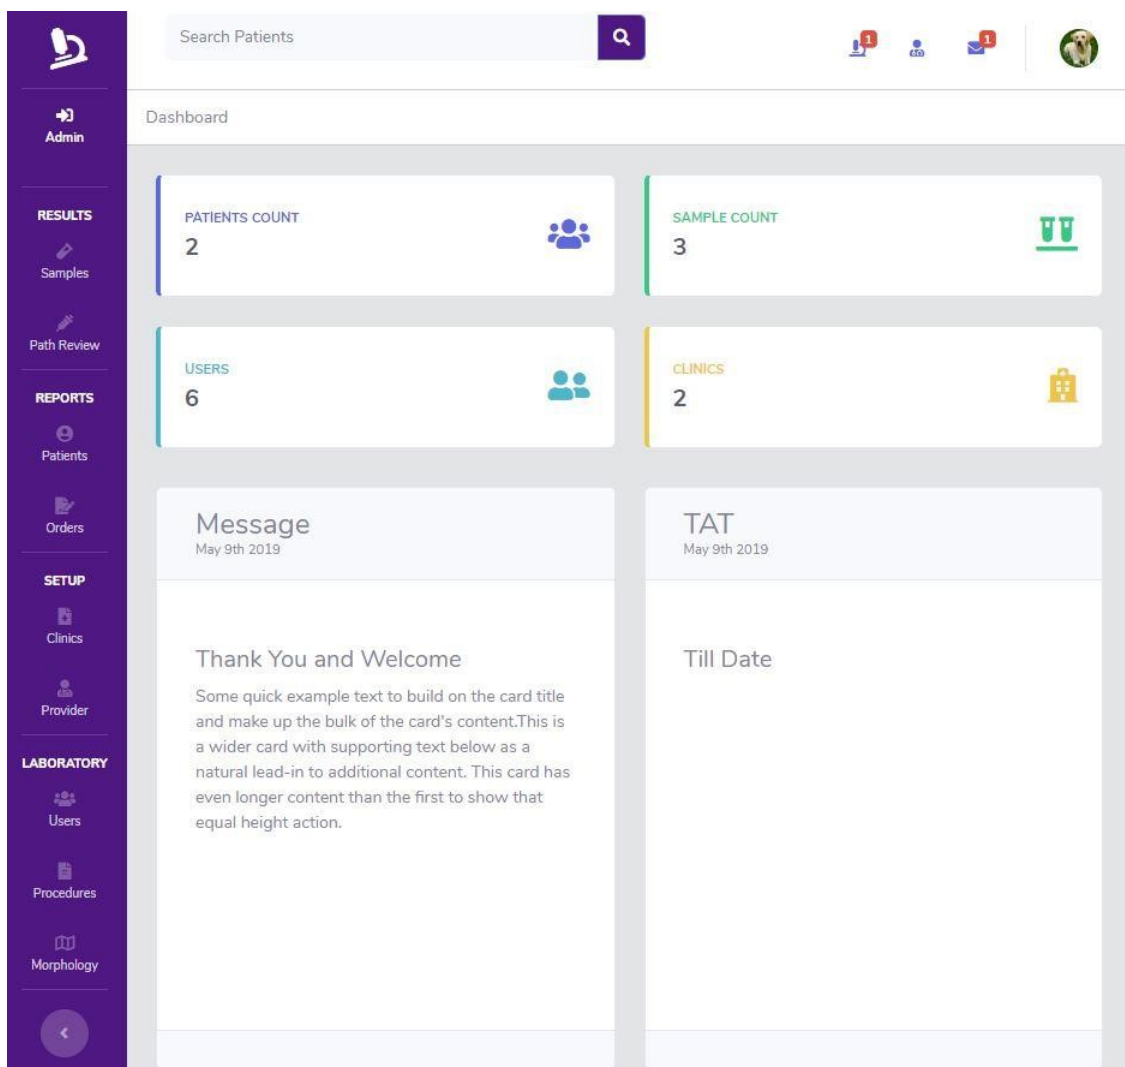 Search Patients
1
1
Admin
Dashboard
RESULTS
Samples
Path Review
REPORTS
Patients
Orders
SETUP
Clinics
Provider
LABORATORY
Users
Procedures
Morphology
PATIENTS COUNT
2
SAMPLE COUNT
3
USERS
6
CLINICS
2
Message
May 9th 2019
Thank You and Welcome
Some quick example text to build on the card title
and make up the bulk of the card's content.This is
a wider card with supporting text below as a
natural lead-in to additional content. This card has
even longer content than the first to show that
equal height action.
TAT
May 9th 2019
Till Date